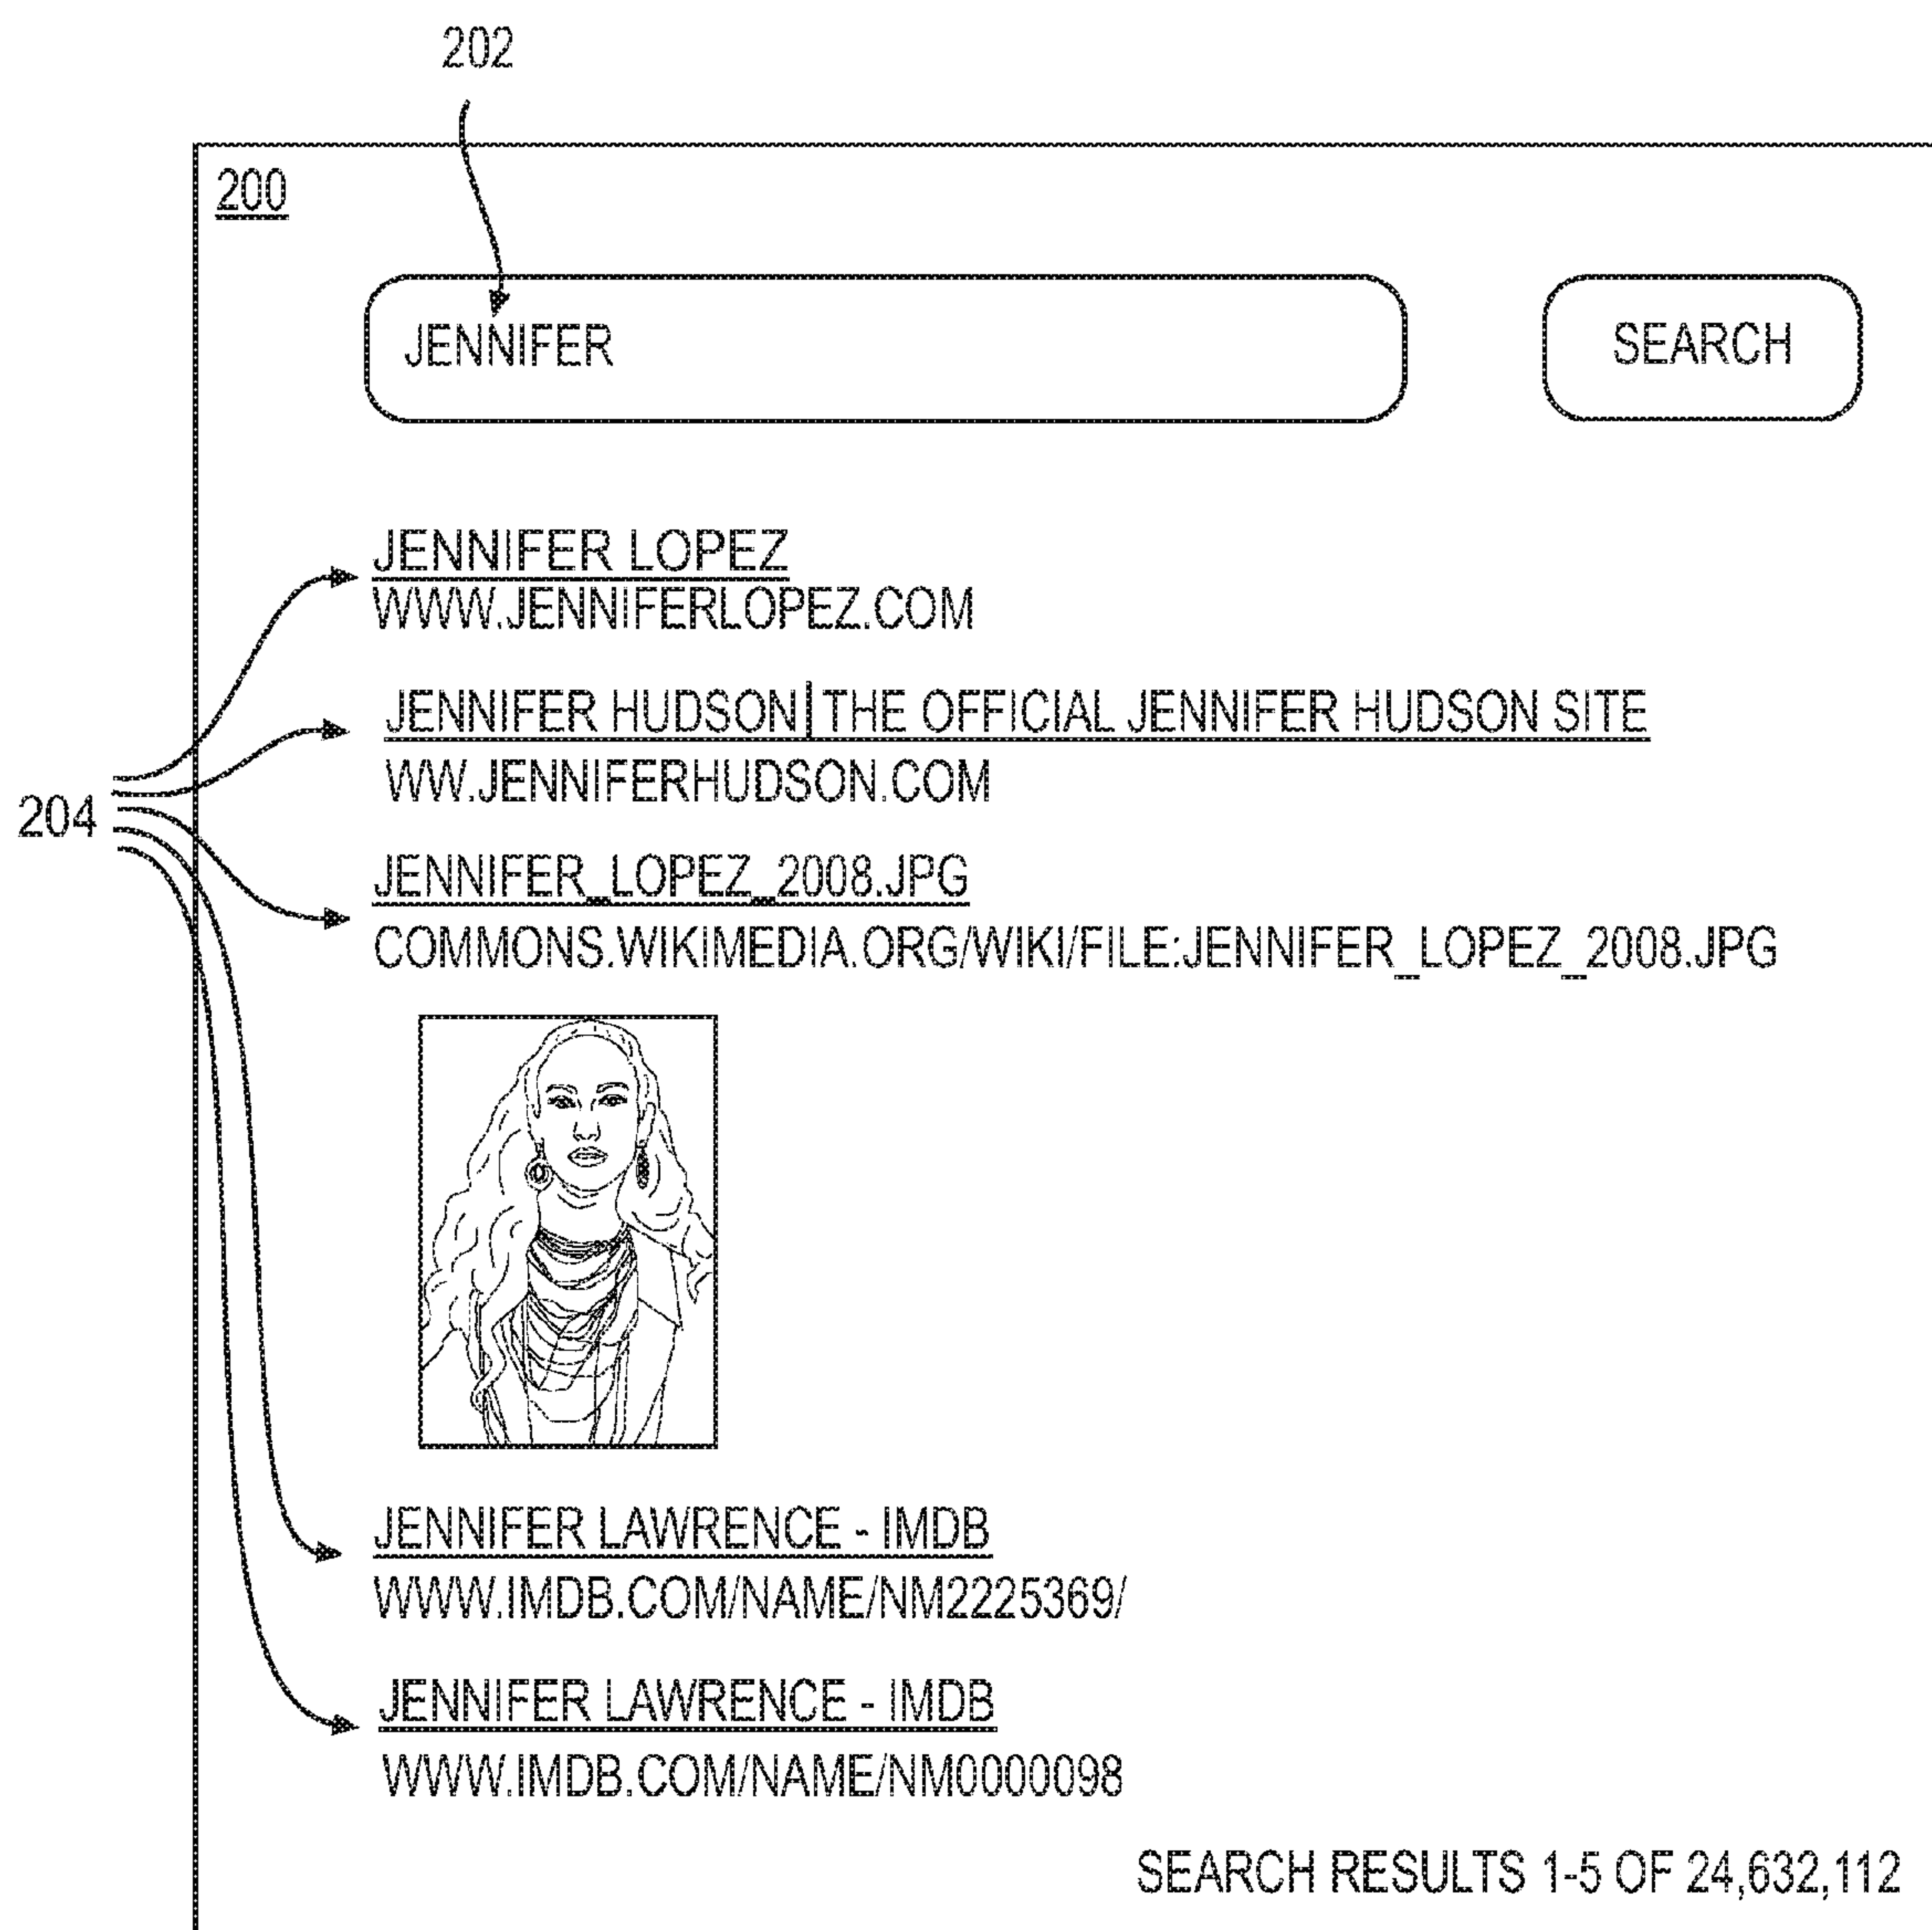 202
200
JENNIFER
SEARCH
JENNIFER LOPEZ
WWW.JENNIFERLOPEZ.COM
JENNIFER HUDSON|THE OFFICIAL JENNIFER HUDSON SITE
WW.JENNIFERHUDSON.COM
204
JENNIFER_LOPEZ_2008.JPG
COMMONS.WIKIMEDIA.ORG/WIKI/FILE:JENNIFER_LOPEZ_2008.JPG
JENNIFER LAWRENCE - IMDB
WWW.IMDB.COM/NAME/NM2225369/
JENNIFER LAWRENCE - IMDB
WWW.IMDB.COM/NAME/NM0000098
SEARCH RESULTS 1-5 OF 24,632,112